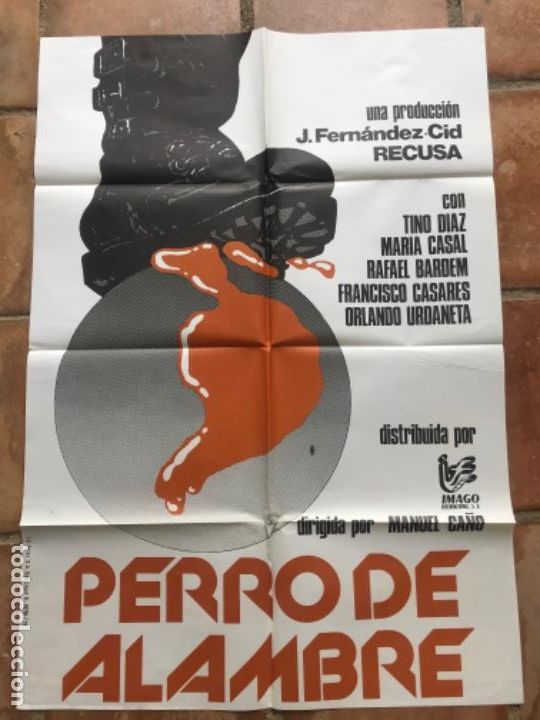 una producción
J. Fernández-Cid
RECUSA
con
TINO DIAZ
MARIA CASAL
RAFAEL BARDEM
FRANCISCO CASARES
ORLANDO URDANETA
distribuida por
IMAGO
dirigida por MANUEL CAÑO
PERRO DE
ALAMBRE
todocoleccion